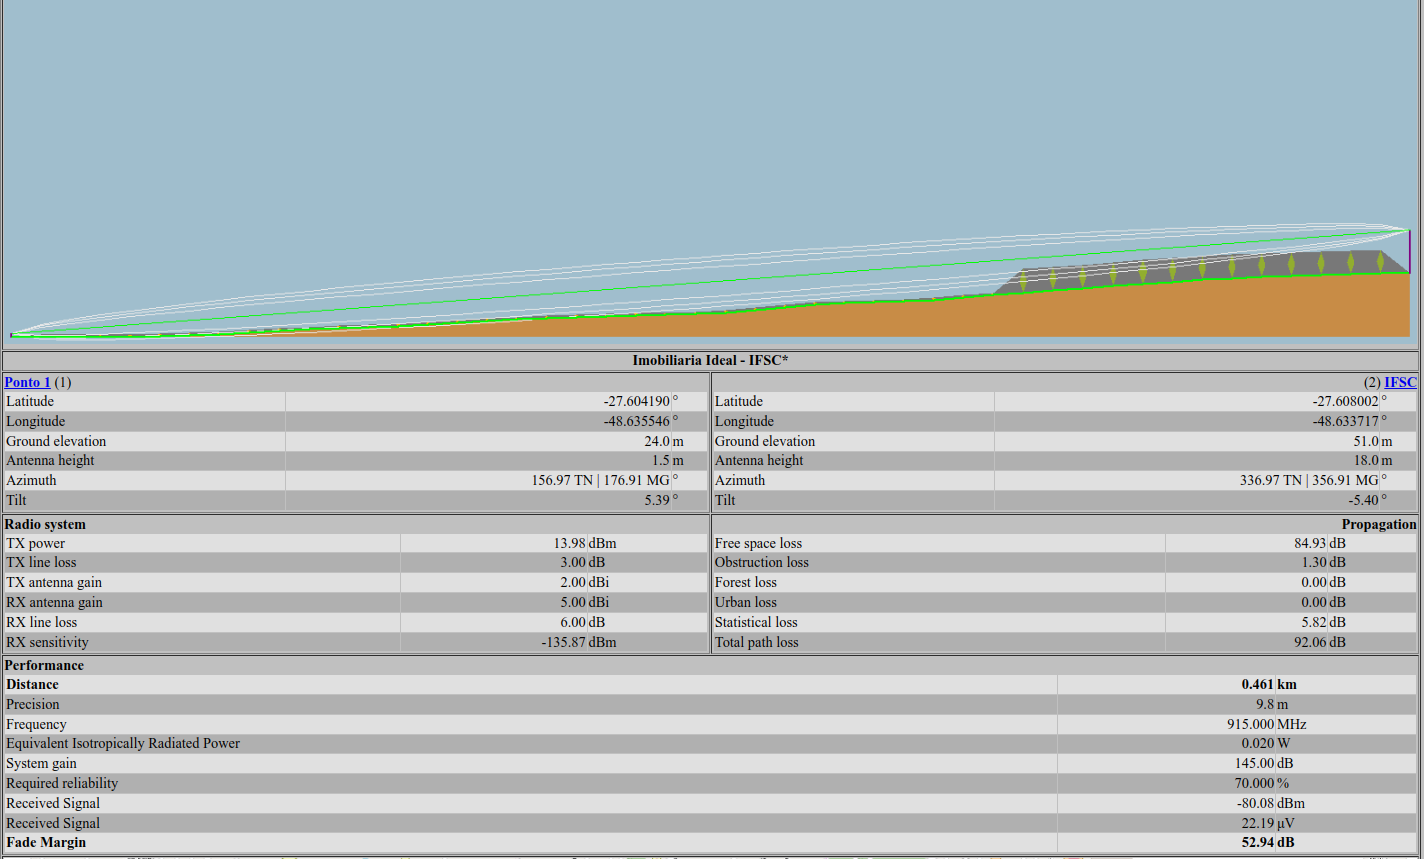 Imobiliaria Ideal - IFSC*
Ponto 1 (1) (2) IFSC
Latitude -27.604190 ° Latitude -27.608002 °
Longitude -48.635546 ° Longitude -48.633717 °
Ground elevation 24.0 m Ground elevation 51.0 m
Antenna height 1.5 m Antenna height 18.0 m
Azimuth 156.97 TN | 176.91 MG ° Azimuth 336.97 TN | 356.91 MG °
Tilt 5.39 ° Tilt -5.40 °
Radio system Propagation
TX power 13.98 dBm Free space loss 84.93 dB
TX line loss 3.00 dB Obstruction loss 1.30 dB
TX antenna gain 2.00 dBi Forest loss 0.00 dB
RX antenna gain 5.00 dBi Urban loss 0.00 dB
RX line loss 6.00 dB Statistical loss 5.82 dB
RX sensitivity -135.87 dBm Total path loss 92.06 dB
Performance
Distance 0.461 km
Precision 9.8 m
Frequency 915.000 MHz
Equivalent Isotropically Radiated Power 0.020 W
System gain 145.00 dB
Required reliability 70.000 %
Received Signal -80.08 dBm
Received Signal 22.19 µV
Fade Margin 52.94 dB